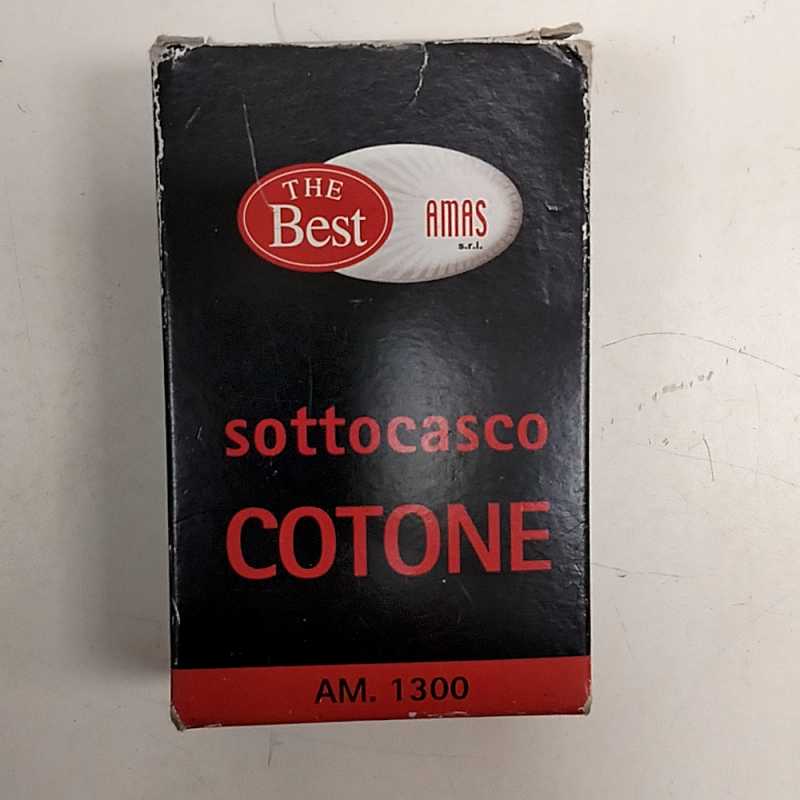 THE
Best
AMAS
s.r.l.
sottocasco
COTONE
AM. 1300